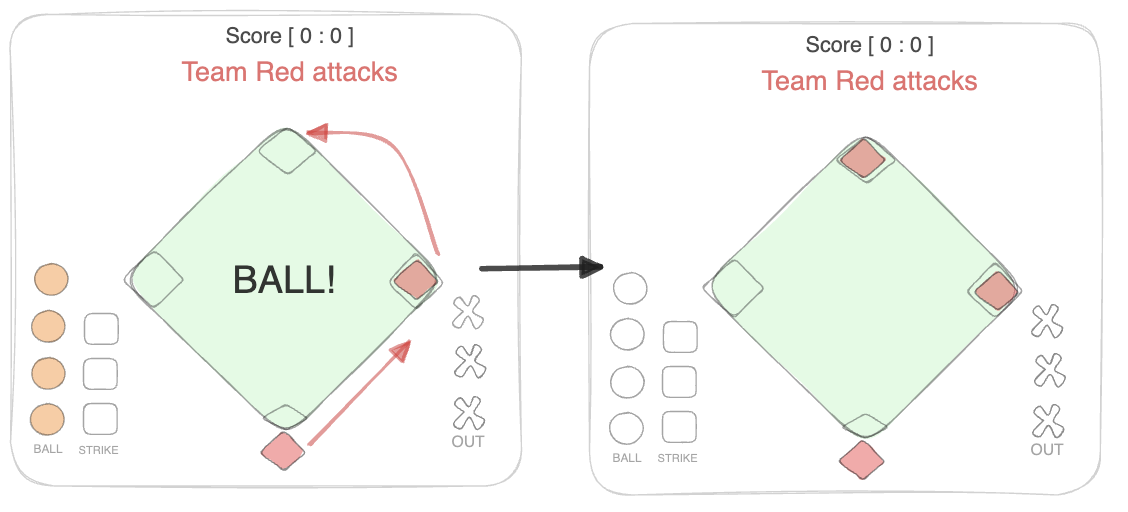 Score [ 0 : 0 ]
Team Red attacks
BALL!
BALL
STRIKE
OUT
Score [ 0 : 0 ]
Team Red attacks
BALL
STRIKE
OUT